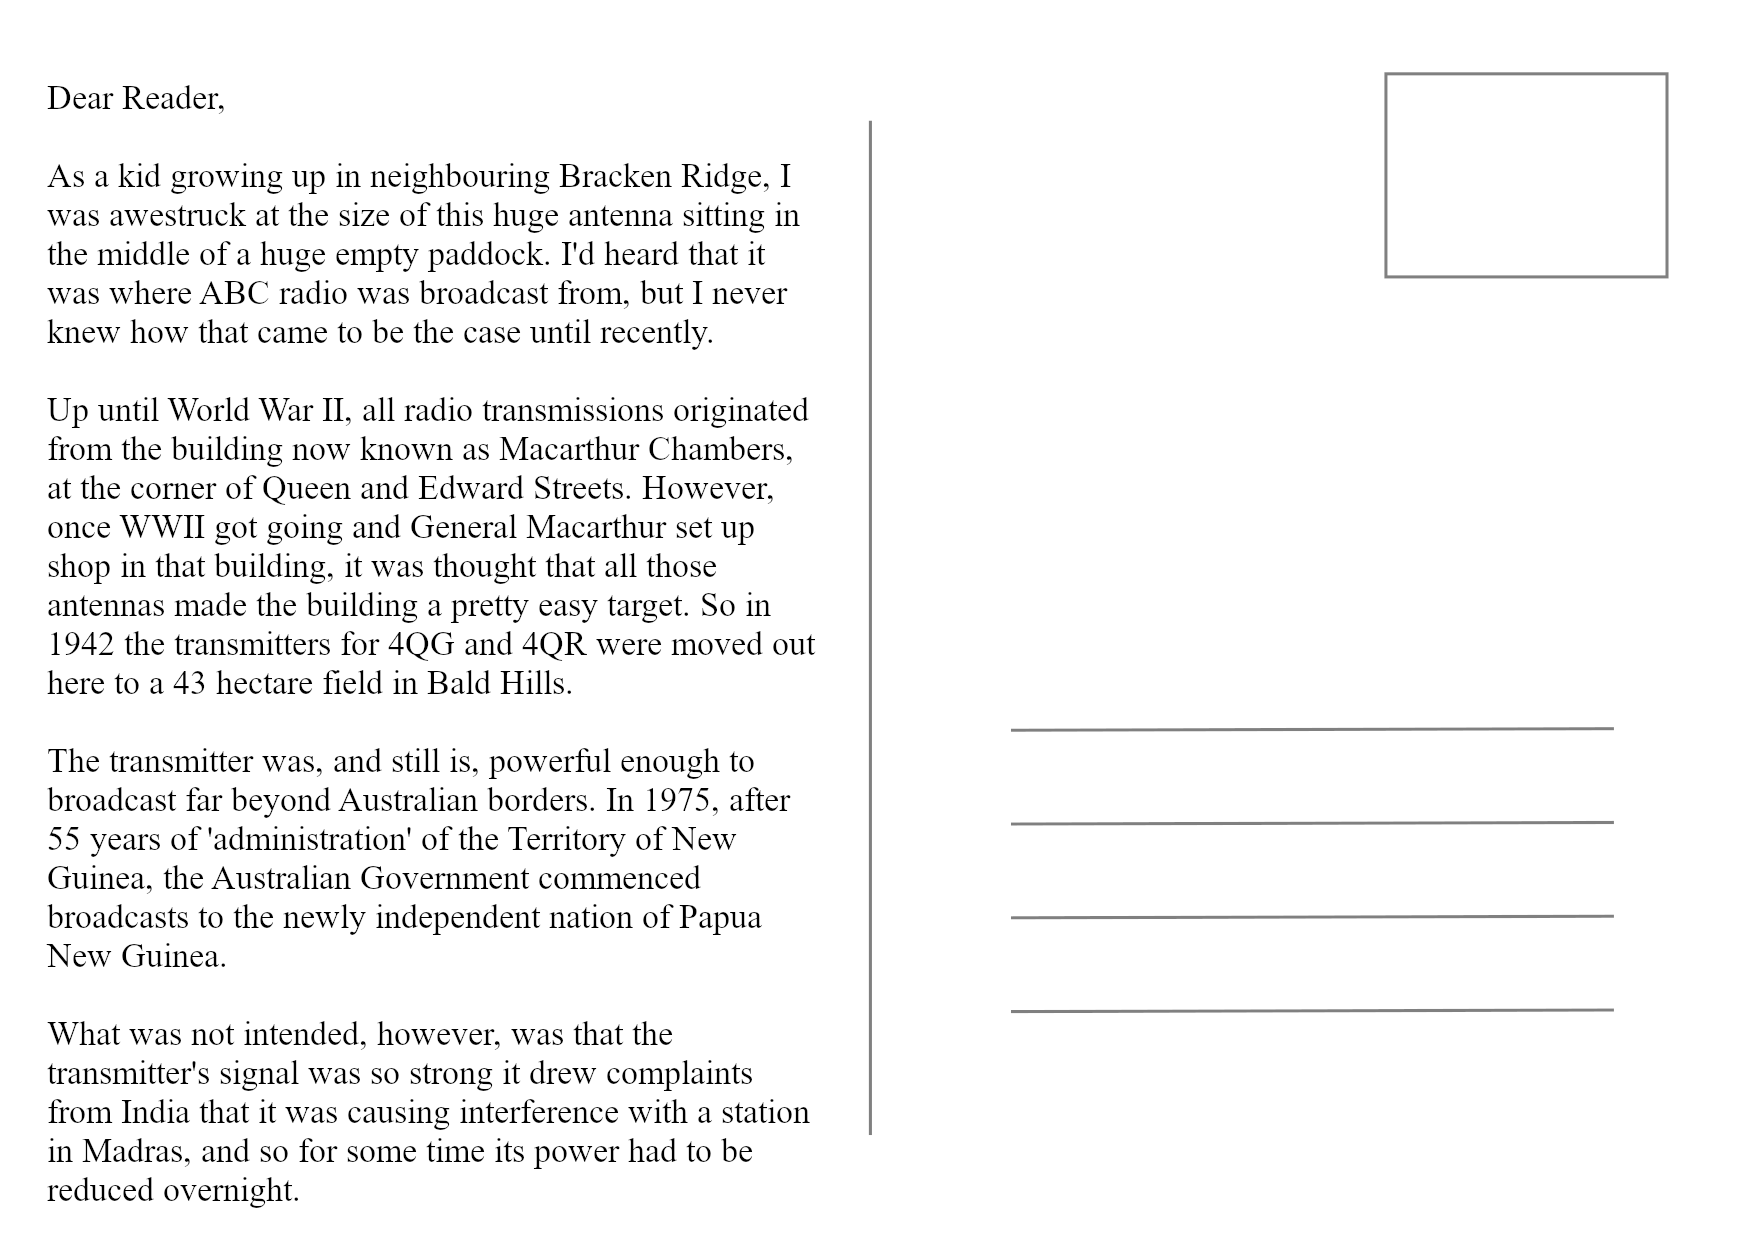 Dear Reader,
As a kid growing up in neighbouring Bracken Ridge, I
was awestruck at the size of this huge antenna sitting in
the middle of a huge empty paddock. I'd heard that it
was where ABC radio was broadcast from, but I never
knew how that came to be the case until recently.
Up until World War II, all radio transmissions originated
from the building now known as Macarthur Chambers,
at the corner of Queen and Edward Streets. However,
once WWII got going and General Macarthur set up
shop in that building, it was thought that all those
antennas made the building a pretty easy target. So in
1942 the transmitters for 4QG and 4QR were moved out
here to a 43 hectare field in Bald Hills.
The transmitter was, and still is, powerful enough to
broadcast far beyond Australian borders. In 1975, after
55 years of 'administration' of the Territory of New
Guinea, the Australian Government commenced
broadcasts to the newly independent nation of Papua
New Guinea.
What was not intended, however, was that the
transmitter's signal was so strong it drew complaints
from India that it was causing interference with a station
in Madras, and so for some time its power had to be
reduced overnight.